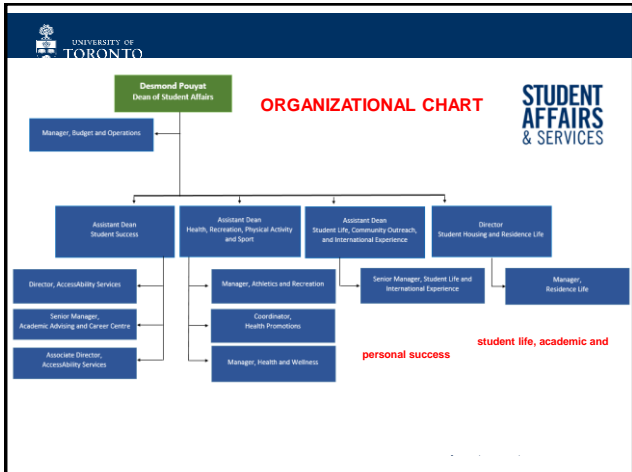 UNIVERSITY OF
TORONTO
Desmond Pouyat
Dean of Student Affairs
ORGANIZATIONAL CHART
STUDENT
AFFAIRS
& SERVICES
Manager, Budget and Operations
Assistant Dean
Student Success
Assistant Dean
Health, Recreation, Physical Activity
and Sport
Assistant Dean
Student Life, Community Outreach,
and International Experience
Director
Student Housing and Residence Life
Director, AccessAbility Services
Manager, Athletics and Recreation
Senior Manager, Student Life and
International Experience
Manager,
Residence Life
Senior Manager,
Academic Advising and Career Centre
Coordinator,
Health Promotions
Associate Director,
AccessAbility Services
Manager, Health and Wellness
student life, academic and
personal success